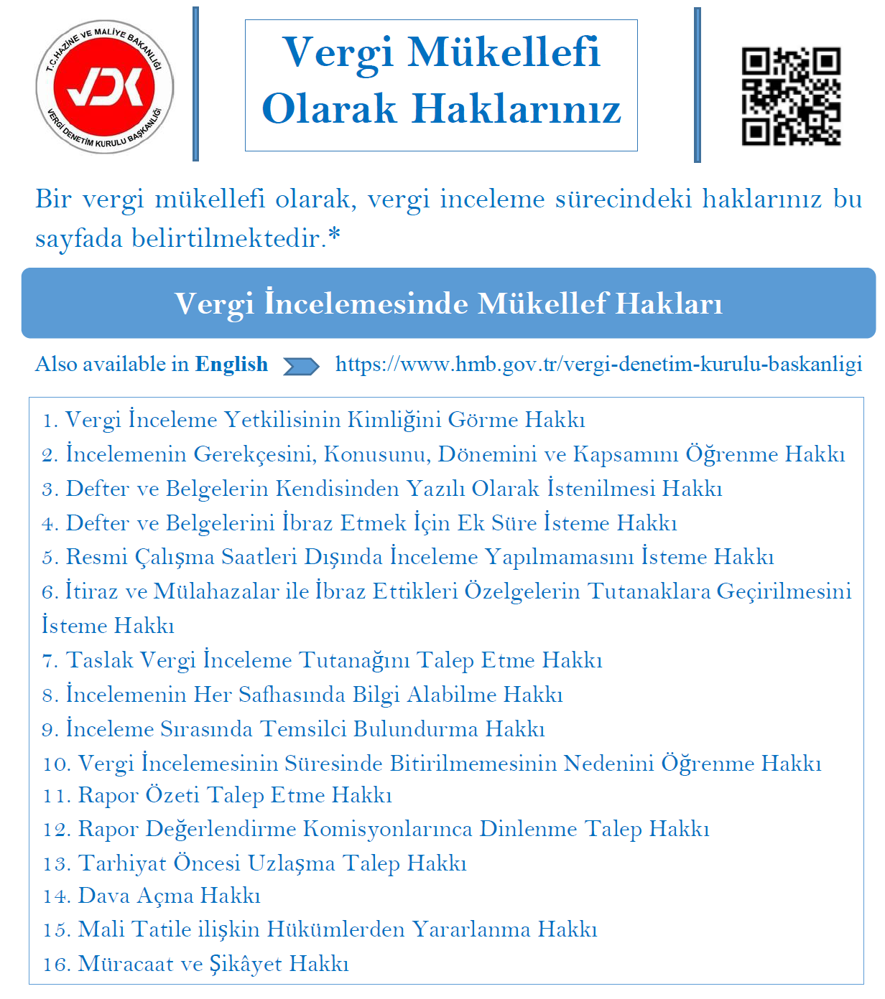 T.C.HAZİNE VE MALİYE BAKANLIĞI
VDK
VERGİ DENETİM KURULU BAŞKANLIĞI
Vergi Mükellefi
Olarak Haklarınız
Bir vergi mükellefi olarak, vergi inceleme sürecindeki haklarınız bu
sayfada belirtilmektedir.*
Vergi İncelemesinde Mükellef Hakları
Also available in English https://www.hmb.gov.tr/vergi-denetim-kurulu-baskanligi
1. Vergi İnceleme Yetkilisinin Kimliğini Görme Hakkı
2. İncelemenin Gerekçesini, Konusunu, Dönemini ve Kapsamını Öğrenme Hakkı
3. Defter ve Belgelerin Kendisinden Yazılı Olarak İstenilmesi Hakkı
4. Defter ve Belgelerini İbraz Etmek İçin Ek Süre İsteme Hakkı
5. Resmi Çalışma Saatleri Dışında İnceleme Yapılmamasını İsteme Hakkı
6. İtiraz ve Mülahazalar ile İbraz Ettikleri Özelgelerin Tutanaklara Geçirilmesini
İsteme Hakkı
7. Taslak Vergi İnceleme Tutanağını Talep Etme Hakkı
8. İncelemenin Her Safhasında Bilgi Alabilme Hakkı
9. İnceleme Sırasında Temsilci Bulundurma Hakkı
10. Vergi İncelemesinin Süresinde Bitirilmemesinin Nedenini Öğrenme Hakkı
11. Rapor Özeti Talep Etme Hakkı
12. Rapor Değerlendirme Komisyonlarınca Dinlenme Talep Hakkı
13. Tarhiyat Öncesi Uzlaşma Talep Hakkı
14. Dava Açma Hakkı
15. Mali Tatile ilişkin Hükümlerden Yararlanma Hakkı
16. Müracaat ve Şikâyet Hakkı